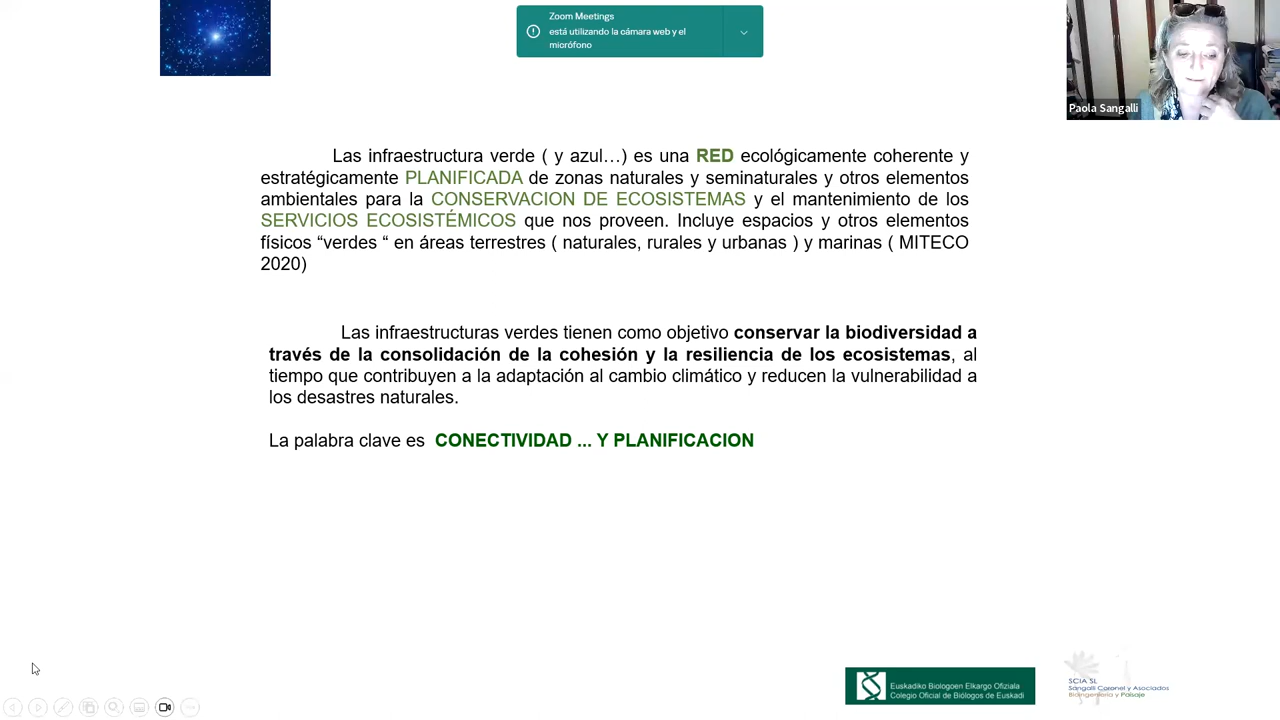 Zoom Meetings
está utilizando la cámara web y el
micrófono
Paola Sangalli
Las infraestructura verde ( y azul…) es una RED ecológicamente coherente y
estratégicamente PLANIFICADA de zonas naturales y seminaturales y otros elementos
ambientales para la CONSERVACION DE ECOSISTEMAS y el mantenimiento de los
SERVICIOS ECOSISTÉMICOS que nos proveen. Incluye espacios y otros elementos
físicos “verdes “ en áreas terrestres ( naturales, rurales y urbanas ) y marinas ( MITECO
2020)
Las infraestructuras verdes tienen como objetivo conservar la biodiversidad a
través de la consolidación de la cohesión y la resiliencia de los ecosistemas, al
tiempo que contribuyen a la adaptación al cambio climático y reducen la vulnerabilidad a
los desastres naturales.
La palabra clave es CONECTIVIDAD ... Y PLANIFICACION
Euskadiko Biologoen Elkargo Ofiziala
Colegio Oficial de Biólogos de Euskadi
SCIA SL
Sangalli Coronel y Asociados
Bioingeniería y Paisaje